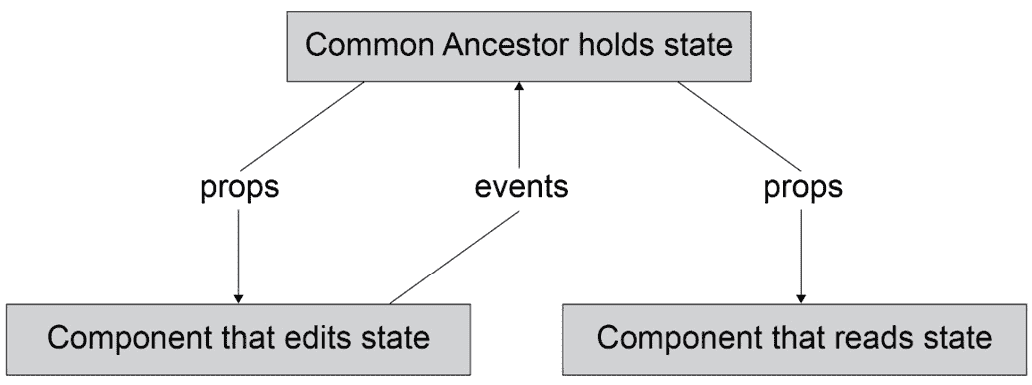 Common Ancestor holds state
props
events
props
Component that edits state
Component that reads state